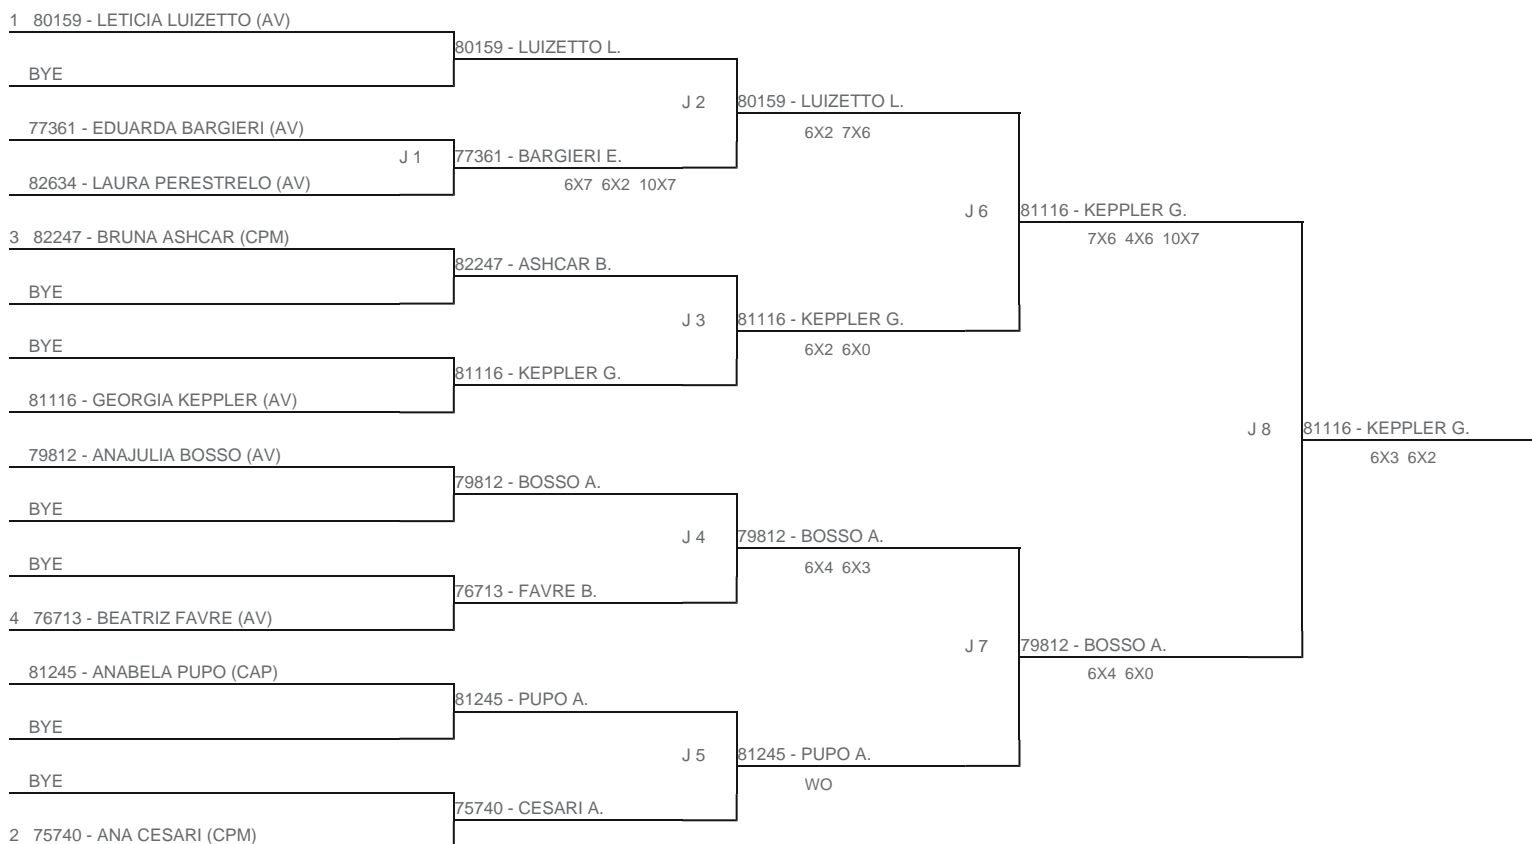 1 80159 - LETICIA LUIZETTO (AV)
80159 - LUIZETTO L.
BYE
J 2
80159 - LUIZETTO L.
77361 - EDUARDA BARGIERI (AV)
6X2 7X6
J 1
77361 - BARGIERI E.
82634 - LAURA PERESTRELO (AV)
6X7 6X2 10X7
J 6
81116 - KEPPLER G.
3 82247 - BRUNA ASHCAR (CPM)
7X6 4X6 10X7
82247 - ASHCAR B.
BYE
J 3
81116 - KEPPLER G.
BYE
6X2 6X0
81116 - KEPPLER G.
81116 - GEORGIA KEPPLER (AV)
J 8
81116 - KEPPLER G.
79812 - ANAJULIA BOSSO (AV)
6X3 6X2
79812 - BOSSO A.
BYE
J 4
79812 - BOSSO A.
BYE
6X4 6X3
76713 - FAVRE B.
4 76713 - BEATRIZ FAVRE (AV)
J 7
79812 - BOSSO A.
81245 - ANABELA PUPO (CAP)
6X4 6X0
81245 - PUPO A.
BYE
J 5
81245 - PUPO A.
BYE
WO
75740 - CESARI A.
2 75740 - ANA CESARI (CPM)